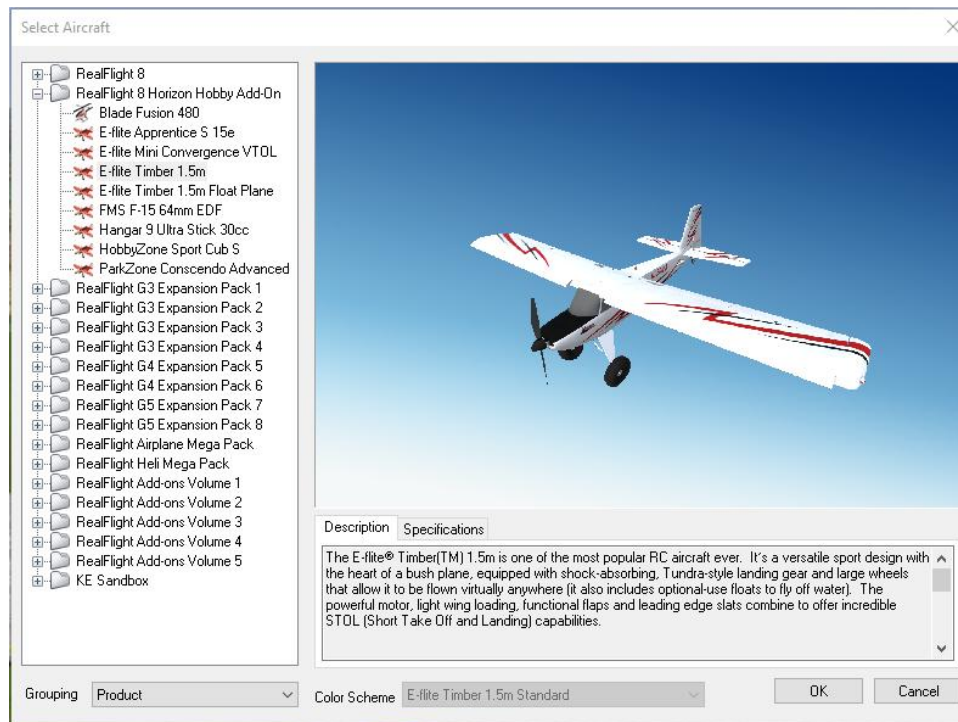 Select Aircraft
RealFlight 8
RealFlight 8 Horizon Hobby Add-On
Blade Fusion 480
E-flite Apprentice S 15e
E-flite Mini Convergence VTOL
E-flite Timber 1.5m
E-flite Timber 1.5m Float Plane
FMS F-15 64mm EDF
Hangar 9 Ultra Stick 30cc
HobbyZone Sport Cub S
ParkZone Conscendo Advanced
RealFlight G3 Expansion Pack 1
RealFlight G3 Expansion Pack 2
RealFlight G3 Expansion Pack 3
RealFlight G3 Expansion Pack 4
RealFlight G4 Expansion Pack 5
RealFlight G4 Expansion Pack 6
RealFlight G5 Expansion Pack 7
RealFlight G5 Expansion Pack 8
RealFlight Airplane Mega Pack
RealFlight Heli Mega Pack
RealFlight Add-ons Volume 1
RealFlight Add-ons Volume 2
RealFlight Add-ons Volume 3
RealFlight Add-ons Volume 4
RealFlight Add-ons Volume 5
KE Sandbox
Description Specifications
The E-flite® Timber(TM) 1.5m is one of the most popular RC aircraft ever.  It's a versatile sport design with
the heart of a bush plane, equipped with shock-absorbing, Tundra-style landing gear and large wheels
that allow it to be flown virtually anywhere (it also includes optional-use floats to fly off water).  The
powerful motor, light wing loading, functional flaps and leading edge slats combine to offer incredible
STOL (Short Take Off and Landing) capabilities.
Grouping Product Color Scheme E-flite Timber 1.5m Standard OK Cancel